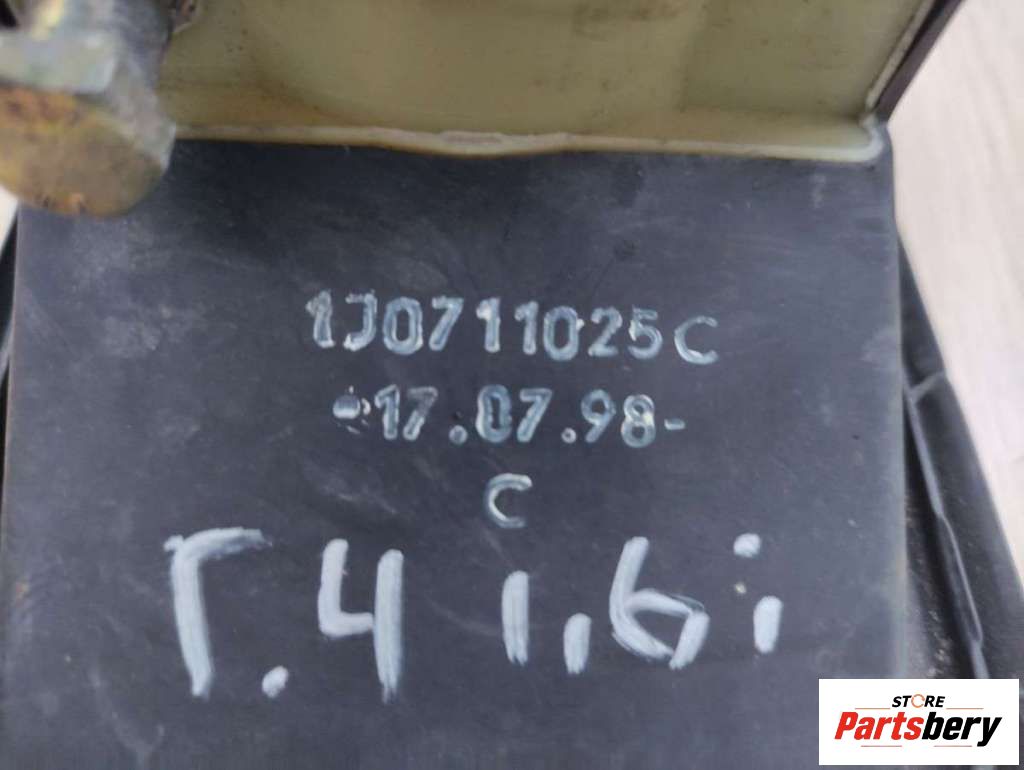 1J0711025C
17.07.98-
C
Г.4 1,6i
STORE
Partsbery